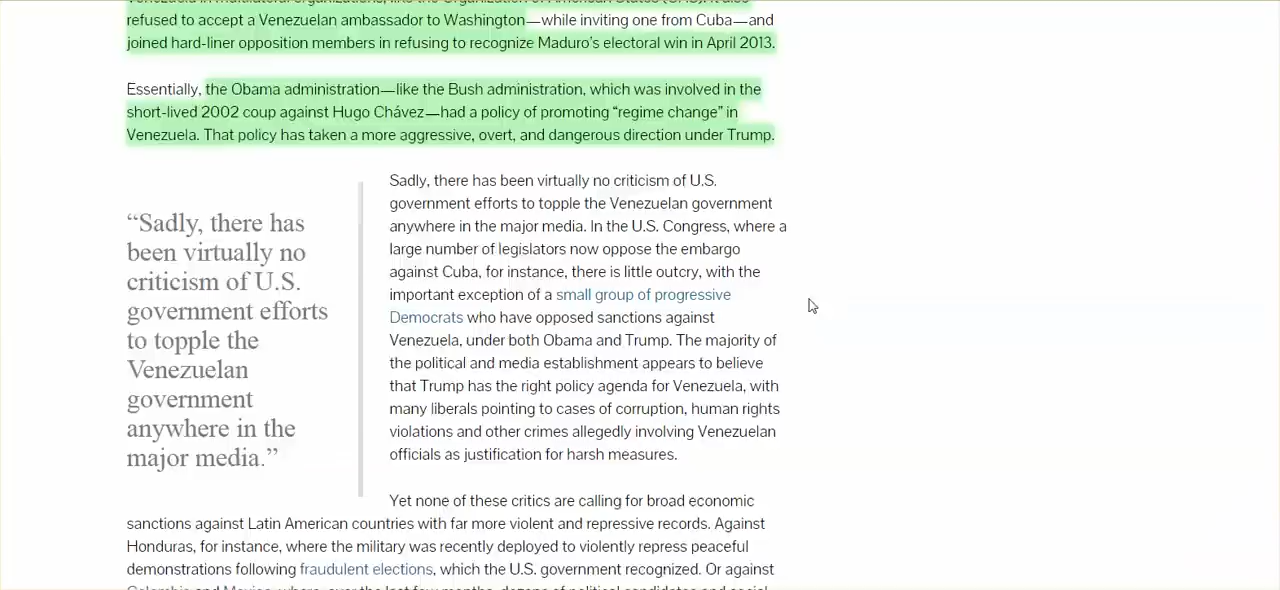 refused to accept a Venezuelan ambassador to Washington—while inviting one from Cuba—and
joined hard-liner opposition members in refusing to recognize Maduro's electoral win in April 2013.
Essentially, the Obama administration—like the Bush administration, which was involved in the
short-lived 2002 coup against Hugo Chávez—had a policy of promoting “regime change” in
Venezuela. That policy has taken a more aggressive, overt, and dangerous direction under Trump.
“Sadly, there has
been virtually no
criticism of U.S.
government efforts
to topple the
Venezuelan
government
anywhere in the
major media.”
Sadly, there has been virtually no criticism of U.S.
government efforts to topple the Venezuelan government
anywhere in the major media. In the U.S. Congress, where a
large number of legislators now oppose the embargo
against Cuba, for instance, there is little outcry, with the
important exception of a small group of progressive
Democrats who have opposed sanctions against
Venezuela, under both Obama and Trump. The majority of
the political and media establishment appears to believe
that Trump has the right policy agenda for Venezuela, with
many liberals pointing to cases of corruption, human rights
violations and other crimes allegedly involving Venezuelan
officials as justification for harsh measures.
Yet none of these critics are calling for broad economic
sanctions against Latin American countries with far more violent and repressive records. Against
Honduras, for instance, where the military was recently deployed to violently repress peaceful
demonstrations following fraudulent elections, which the U.S. government recognized. Or against